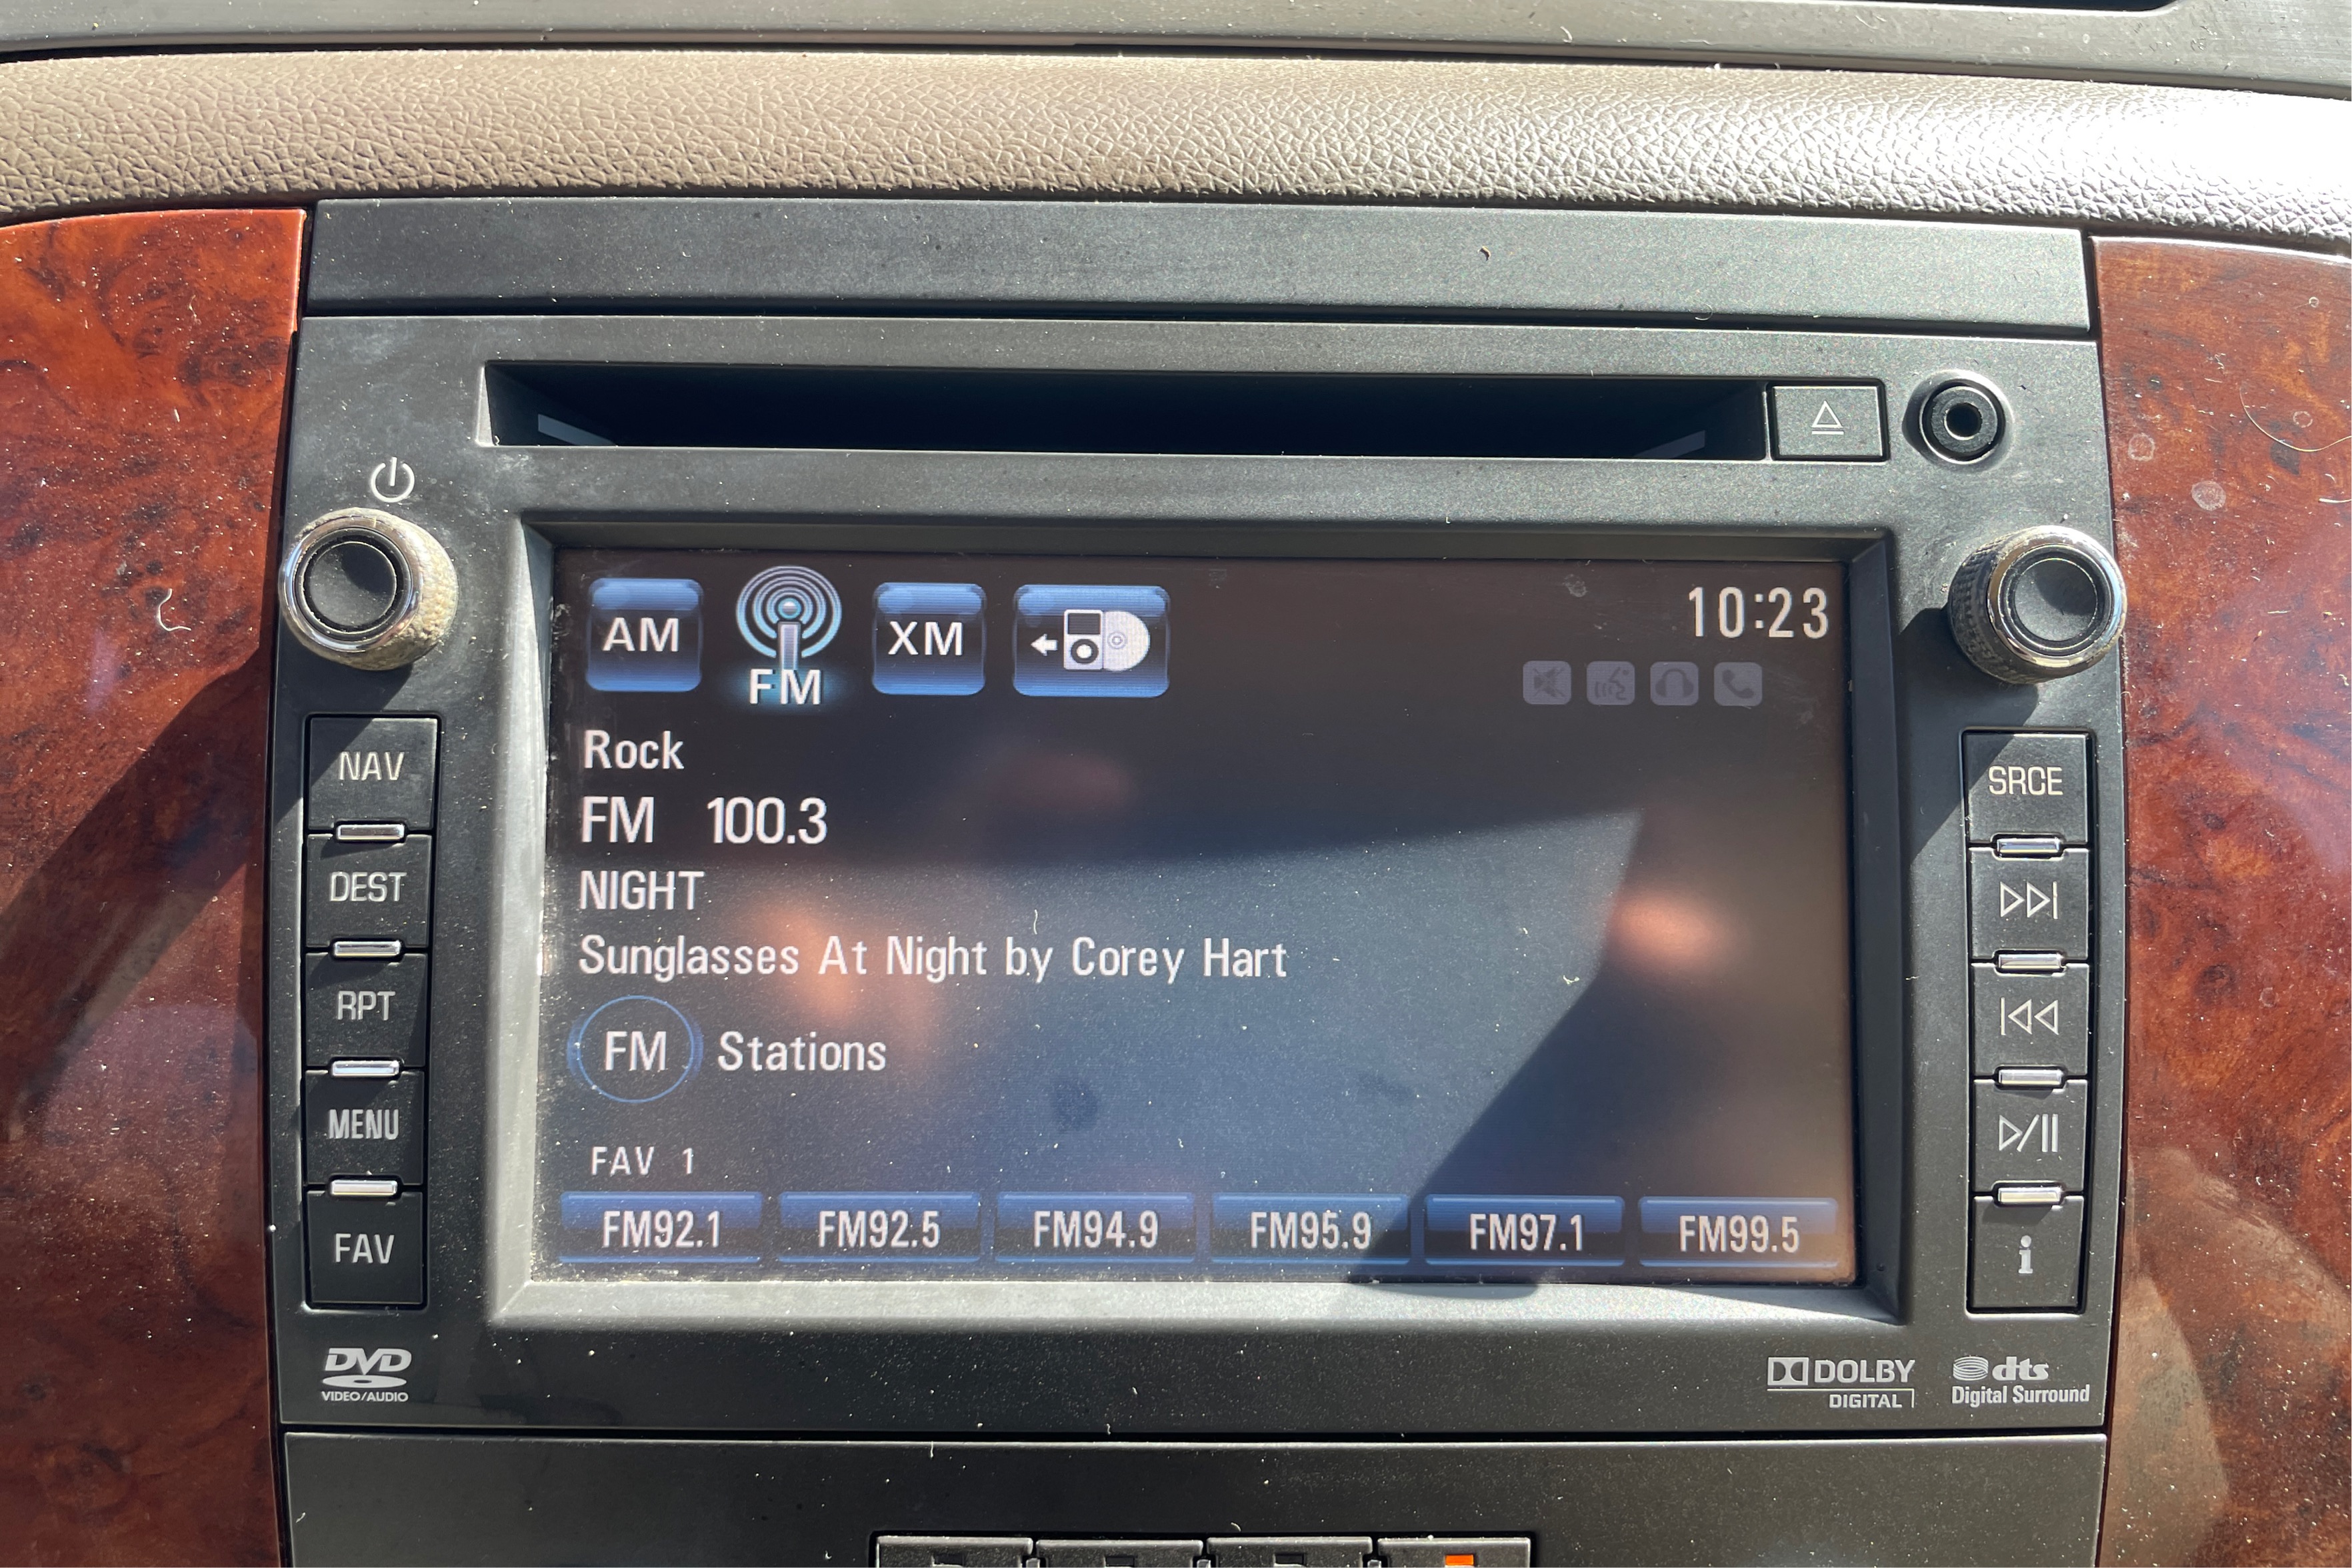 AM FM XM 10:23
Rock
FM 100.3
NIGHT
Sunglasses At Night by Corey Hart
FM Stations
FAV 1
FM92.1 FM92.5 FM94.9 FM95.9 FM97.1 FM99.5
NAV
DEST
RPT
MENU
FAV
SRCE
i
DVD
VIDEO/AUDIO
DOLBY
DIGITAL
dts
Digital Surround